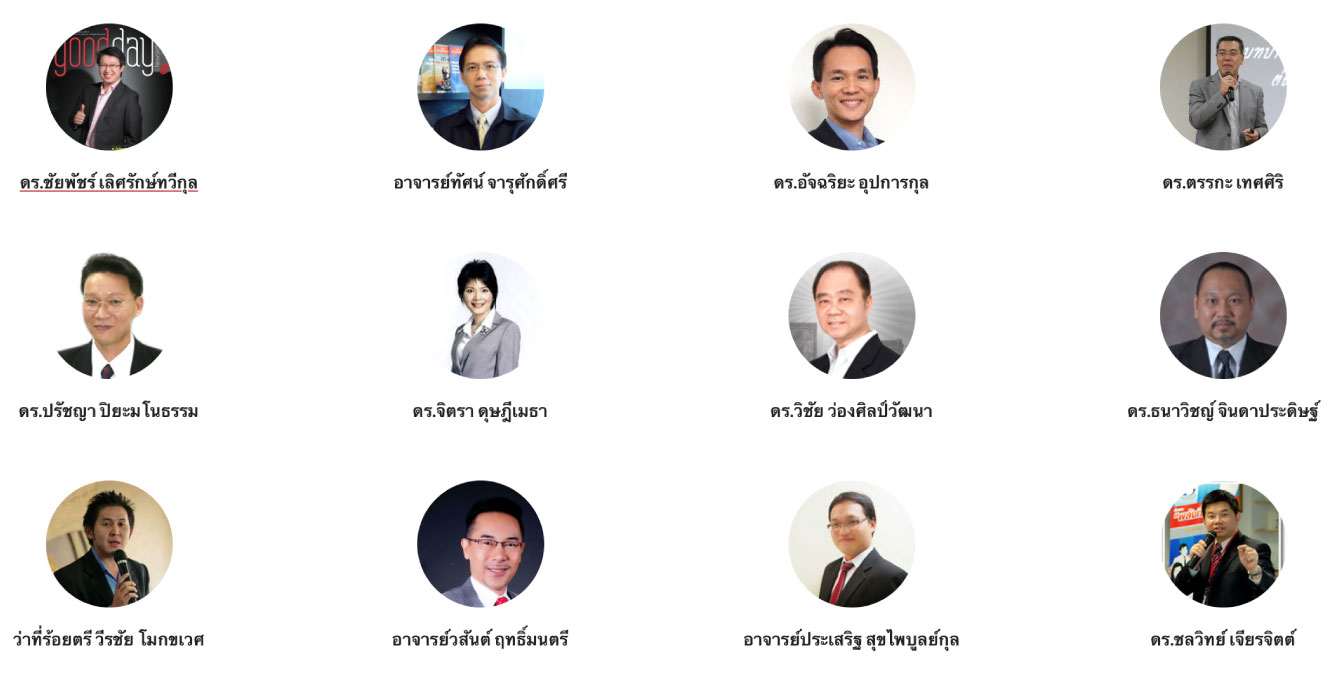 goodday
ดร.ชัยพัชร์ เลิศรักษ์ทวีกุล
อาจารย์ทัศน์ จารุศักดิ์ศรี
ดร.อัจฉริยะ อุปการกุล
ดร.ตรรกะ เทศศิริ
ดร.ปรัชญา ปิยะมโนธรรม
ดร.จิตรา ดุษฎีเมธา
ดร.วิชัย ว่องศิลป์วัฒนา
ดร.ธนาวิชญ์ จินดาประดิษฐ์
ว่าที่ร้อยตรี วีรชัย โมกขเวศ
อาจารย์วสันต์ ฤทธิ์มนตรี
อาจารย์ประเสริฐ สุขไพบูลย์กุล
ดร.ชลวิทย์ เจียรจิตต์